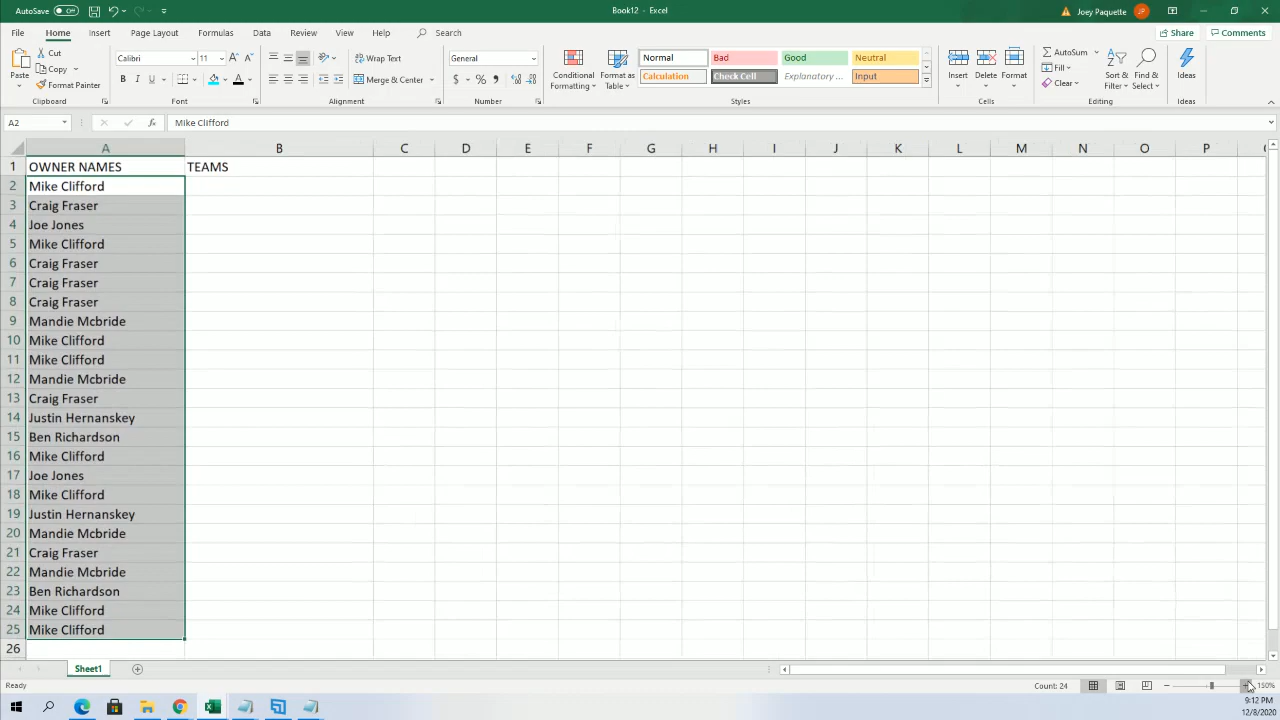 AutoSave Off
Book12 - Excel
Joey Paquette JP
File Home Insert Page Layout Formulas Data Review View Help Search
Share Comments
Paste Cut Copy Format Painter
Calibri 11
B I U
Wrap Text
Merge & Center
General
$ % ,
Conditional Formatting
Format as Table
Normal Bad Good Neutral
Calculation Check Cell Explanatory ... Input
Insert Delete Format
AutoSum
Fill
Clear
Sort & Filter
Find & Select
Ideas
Clipboard Font Alignment Number Styles Cells Editing Ideas
A2 fx Mike Clifford
A B C D E F G H I J K L M N O P
1 OWNER NAMES TEAMS
2 Mike Clifford
3 Craig Fraser
4 Joe Jones
5 Mike Clifford
6 Craig Fraser
7 Craig Fraser
8 Craig Fraser
9 Mandie Mcbride
10 Mike Clifford
11 Mike Clifford
12 Mandie Mcbride
13 Craig Fraser
14 Justin Hernanskey
15 Ben Richardson
16 Mike Clifford
17 Joe Jones
18 Mike Clifford
19 Justin Hernanskey
20 Mandie Mcbride
21 Craig Fraser
22 Mandie Mcbride
23 Ben Richardson
24 Mike Clifford
25 Mike Clifford
26
Sheet1
Ready
Count: 24
150%
9:12 PM
12/8/2020